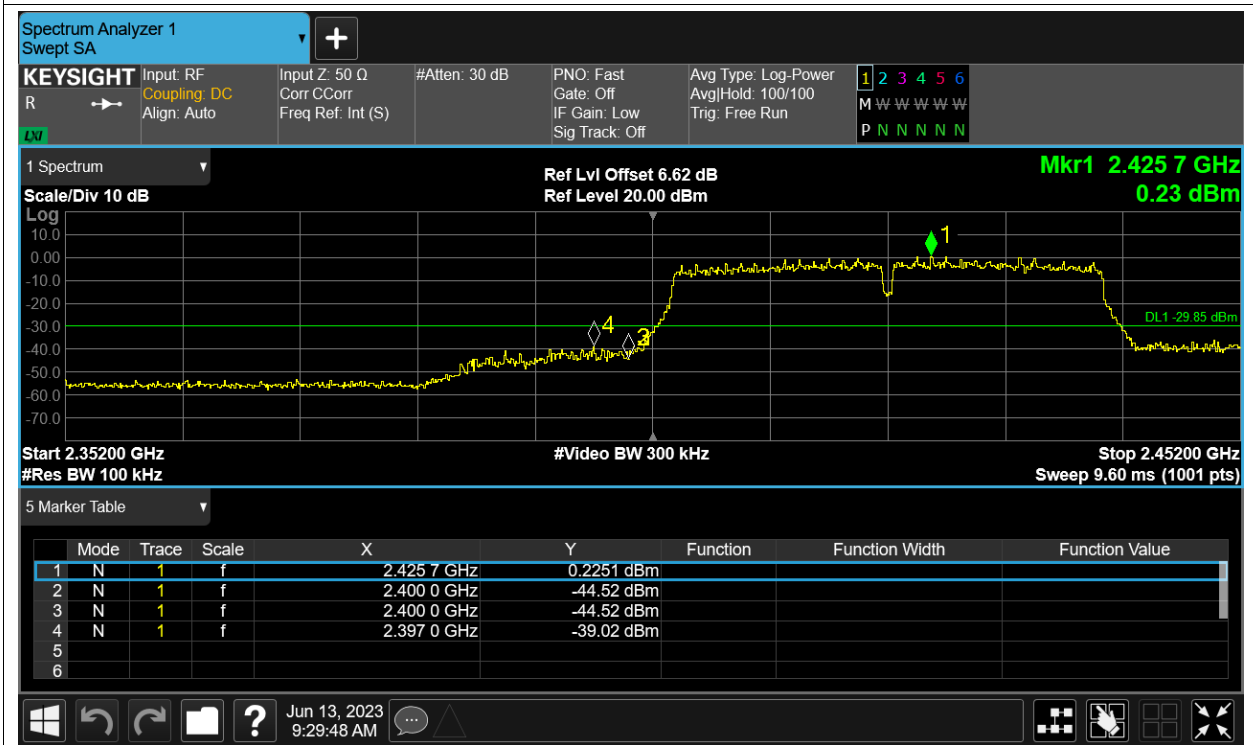 Spectrum Analyzer 1
Swept SA
KEYSIGHT
R
LXI
Input: RF
Coupling: DC
Align: Auto
Input Z: 50 Ω
Corr CCorr
Freq Ref: Int (S)
#Atten: 30 dB
PNO: Fast
Gate: Off
IF Gain: Low
Sig Track: Off
Avg Type: Log-Power
Avg|Hold: 100/100
Trig: Free Run
1 2 3 4 5 6
M W W W W W W
P N N N N N N
1 Spectrum
Scale/Div 10 dB
Ref Lvl Offset 6.62 dB
Ref Level 20.00 dBm
Mkr1 2.425 7 GHz
0.23 dBm
Log
10.0
0.00
-10.0
-20.0
-30.0
-40.0
-50.0
-60.0
-70.0
1
4
DL1 -29.85 dBm
Start 2.35200 GHz
#Res BW 100 kHz
#Video BW 300 kHz
Stop 2.45200 GHz
Sweep 9.60 ms (1001 pts)
5 Marker Table
Mode Trace Scale X Y Function Function Width Function Value
1 N 1 f 2.425 7 GHz 0.2251 dBm
2 N 1 f 2.400 0 GHz -44.52 dBm
3 N 1 f 2.400 0 GHz -44.52 dBm
4 N 1 f 2.397 0 GHz -39.02 dBm
5
6
?
Jun 13, 2023
9:29:48 AM